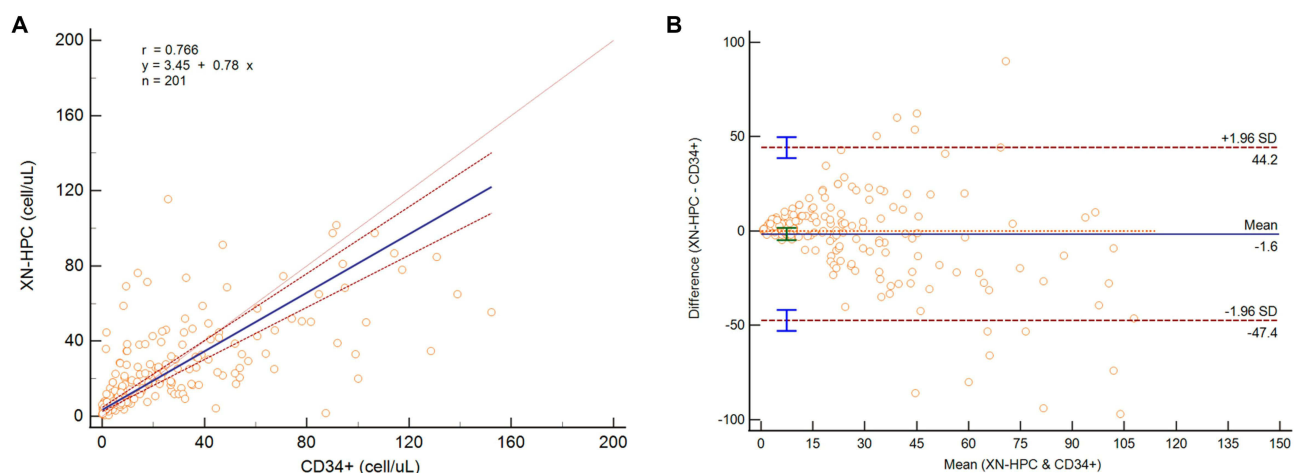 A
r = 0.766
y = 3.45 + 0.78 x
n = 201
XN-HPC (cell/uL)
200
160
120
80
40
0
0 40 80 120 160 200
CD34+ (cell/uL)
B
Difference (XN-HPC - CD34+)
100
50
0
-50
-100
+1.96 SD
44.2
Mean
-1.6
-1.96 SD
-47.4
0 15 30 45 60 75 90 105 120 135 150
Mean (XN-HPC & CD34+)